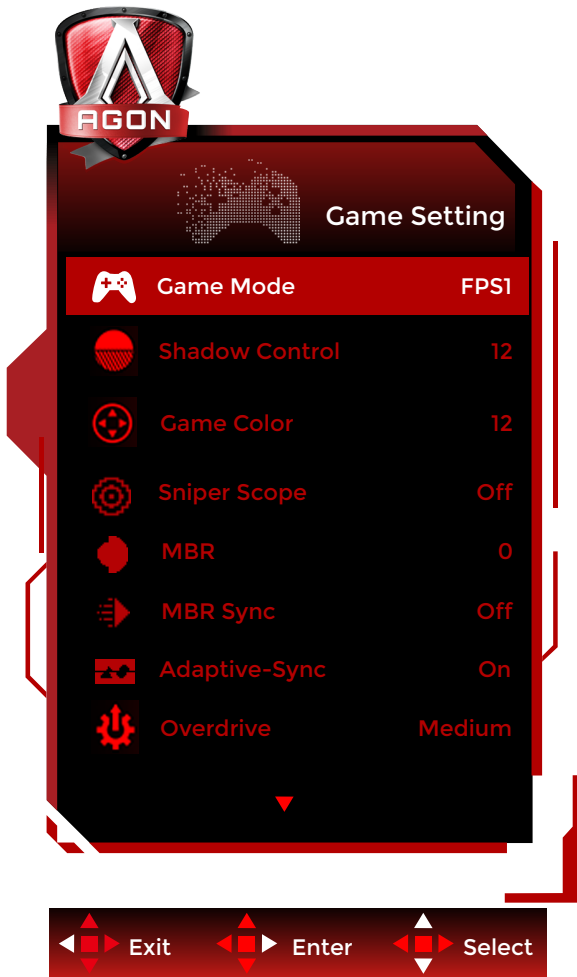 AGON
Game Setting
Game Mode FPS1
Shadow Control 12
Game Color 12
Sniper Scope Off
MBR 0
MBR Sync Off
Adaptive-Sync On
Overdrive Medium
Exit Enter Select